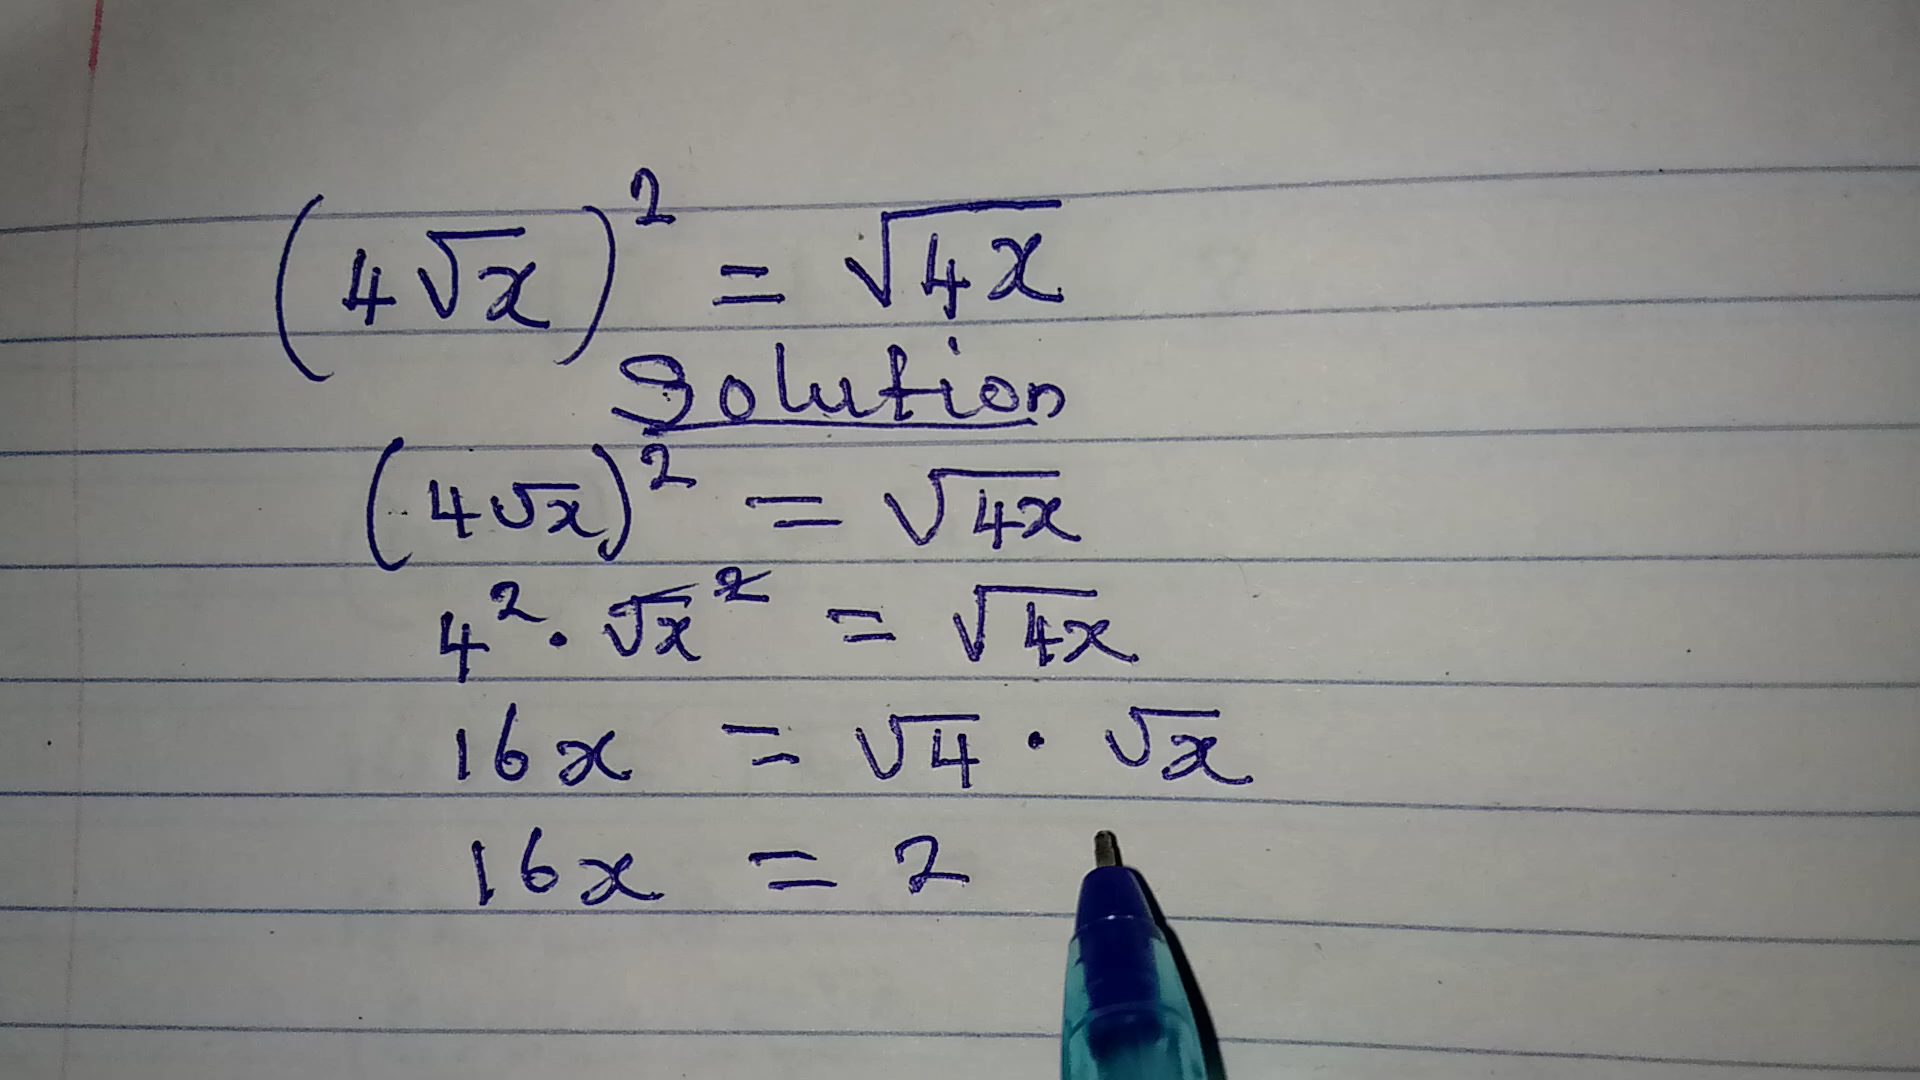 (4√x)² = √4x
Solution
(4√x)² = √4x
4² · √x² = √4x
16x = √4 · √x
16x = 2